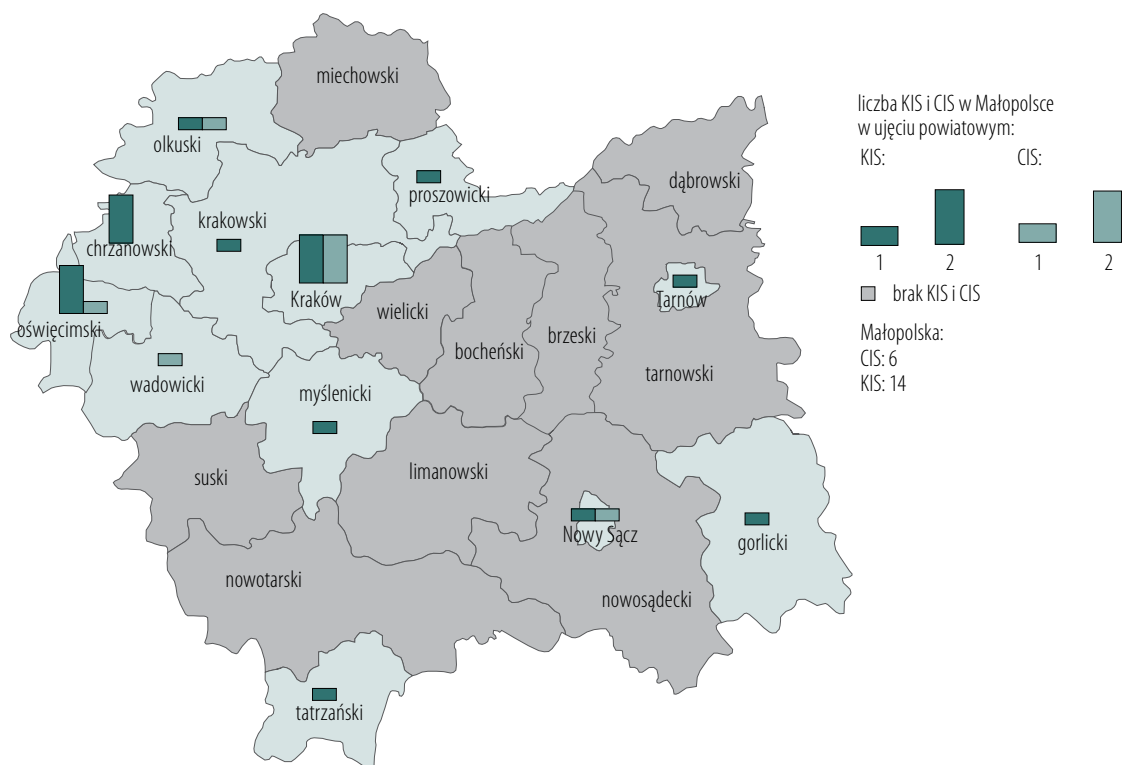 miechowski
olkuski
proszowicki
dąbrowski
krakowski
chrzanowski
Kraków
Tarnów
wielicki
oświęcimski
brzeski
bocheński
tarnowski
wadowicki
myślenicki
limanowski
suski
Nowy Sącz
gorlicki
nowotarski
nowosądecki
tatrzański
liczba KIS i CIS w Małopolsce
w ujęciu powiatowym:
KIS: CIS:
1 2 1 2
brak KIS i CIS
Małopolska:
CIS: 6
KIS: 14